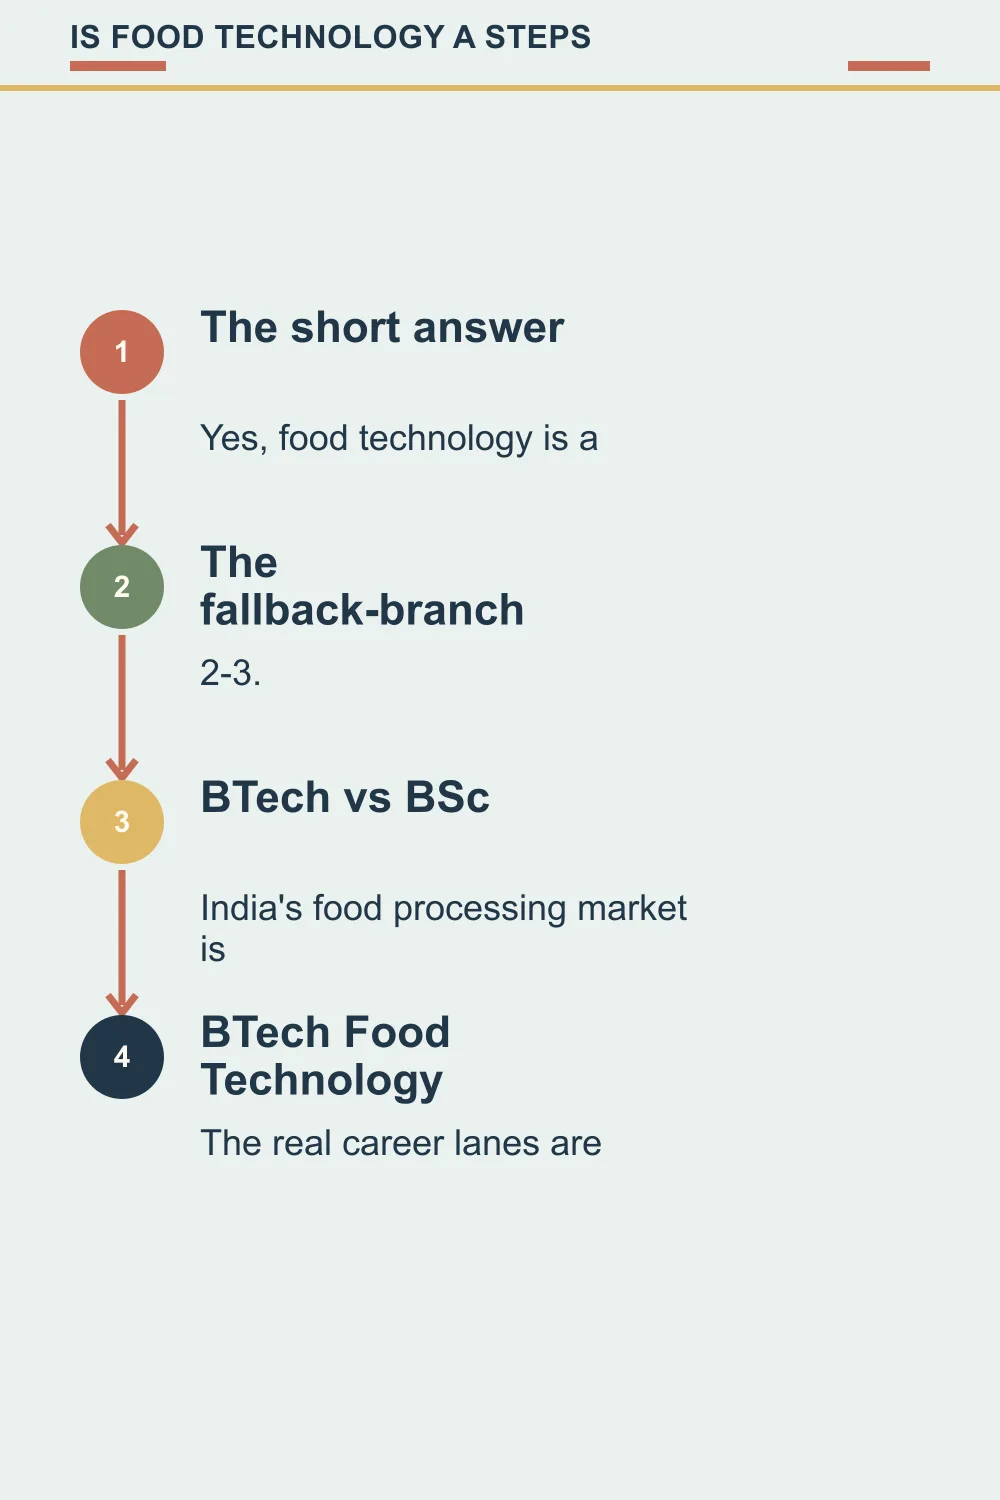 IS FOOD TECHNOLOGY A STEPS
1
The short answer
Yes, food technology is a
2
The
fallback-branch
2-3.
3
BTech vs BSc
India's food processing market
is
4
BTech Food
Technology
The real career lanes are